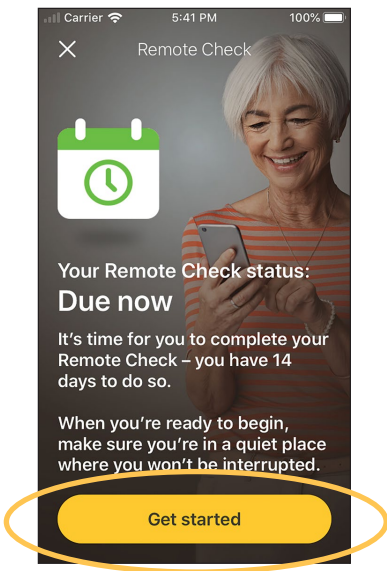 Carrier 5:41 PM 100%
Remote Check
Your Remote Check status:
Due now
It's time for you to complete your
Remote Check – you have 14
days to do so.
When you're ready to begin,
make sure you're in a quiet place
where you won't be interrupted.
Get started